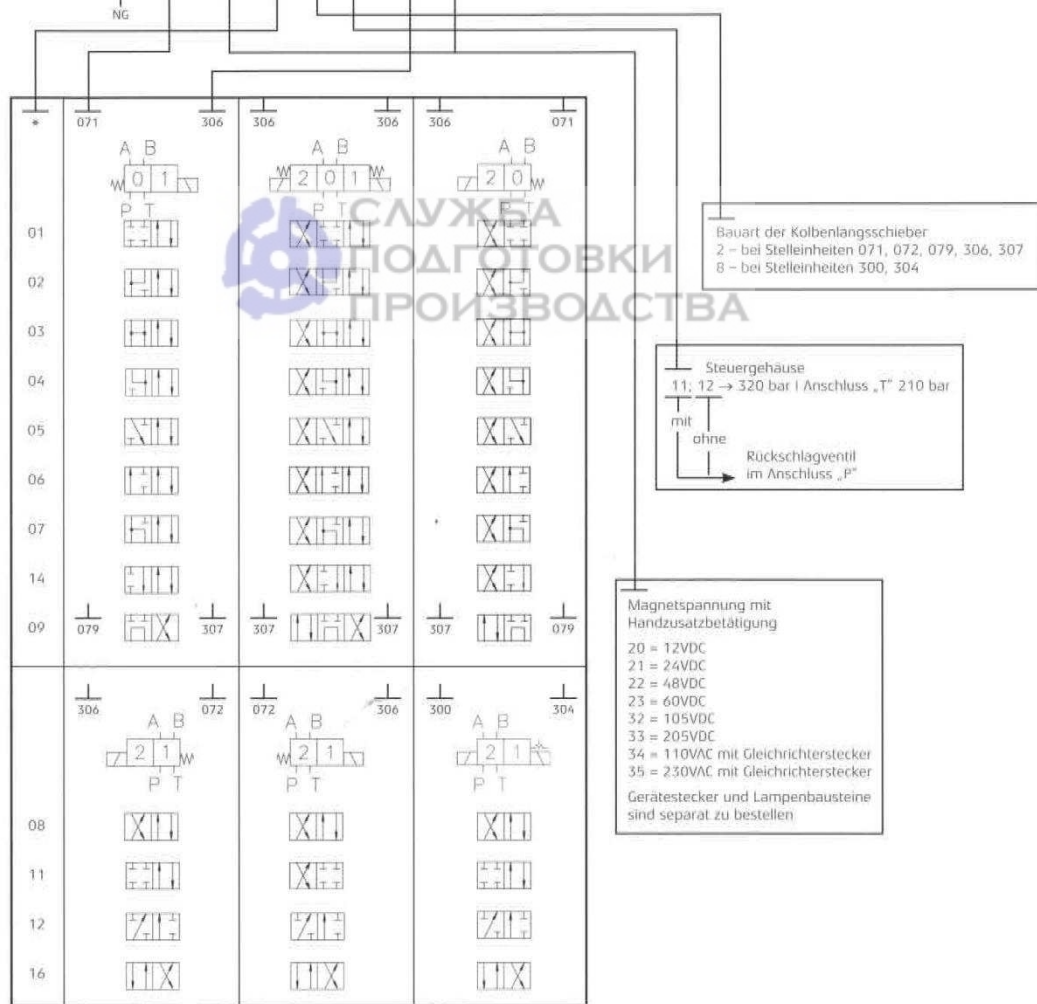 NG
* 071 306 306 306 306 071
A B A B A B
0 1 2 0 1 2 0
P T P T
СЛУЖБА
ПОДГОТОВКИ
ПРОИЗВОДСТВА
01
02
03
04
05
06
07
14
09 079 307 307 307 307 079
306 072 072 306 300 304
A B A B A B
2 1 2 1 2 1
P T P T P T
08
11
12
16
Bauart der Kolbenlängsschieber
2 – bei Stelleinheiten 071, 072, 079, 306, 307
8 – bei Stelleinheiten 300, 304
Steuergehäuse
11; 12 → 320 bar I Anschluss „T“ 210 bar
mit
ohne
Rückschlagventil
im Anschluss „P“
Magnetspannung mit
Handzusatzbetätigung
20 = 12VDC
21 = 24VDC
22 = 48VDC
23 = 60VDC
32 = 105VDC
33 = 205VDC
34 = 110VAC mit Gleichrichterstecker
35 = 230VAC mit Gleichrichterstecker
Gerätestecker und Lampenbausteine
sind separat zu bestellen